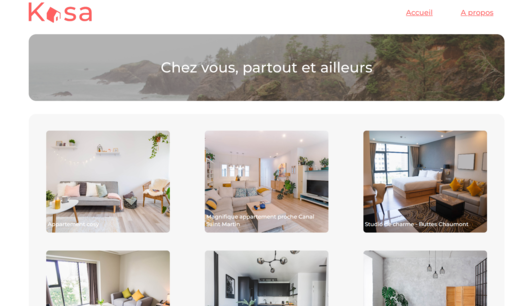 Kasa
Accueil
A propos
Chez vous, partout et ailleurs
Appartement cosy
Magnifique appartement proche Canal
Saint Martin
Studio de charme - Buttes Chaumont